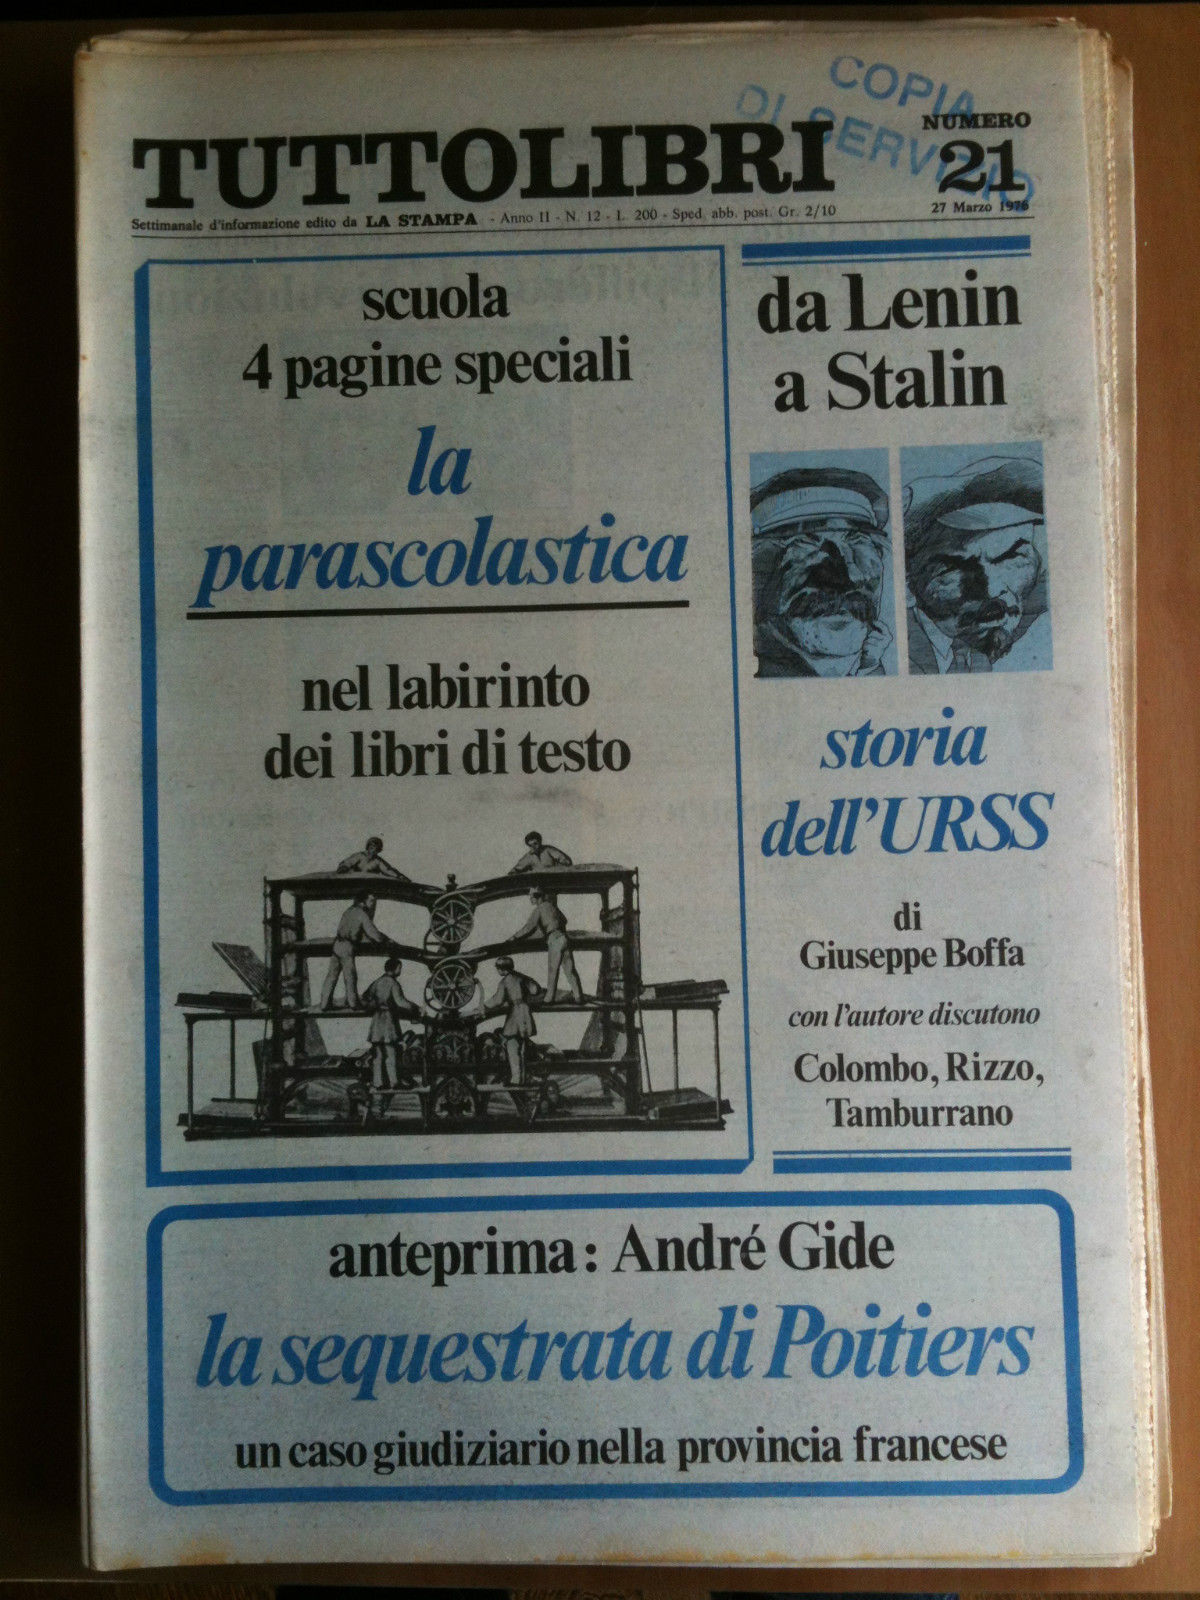 COPIA
DI SERVIZIO
TUTTOLIBRI
NUMERO
21
27 Marzo 1976
Settimanale d'informazione edito da LA STAMPA - Anno II - N. 12 - L. 200 - Sped. abb. post. Gr. 2/10
scuola
4 pagine speciali
la
parascolastica
nel labirinto
dei libri di testo
da Lenin
a Stalin
storia
dell'URSS
di
Giuseppe Boffa
con l'autore discutono
Colombo, Rizzo,
Tamburrano
anteprima: André Gide
la sequestrata di Poitiers
un caso giudiziario nella provincia francese